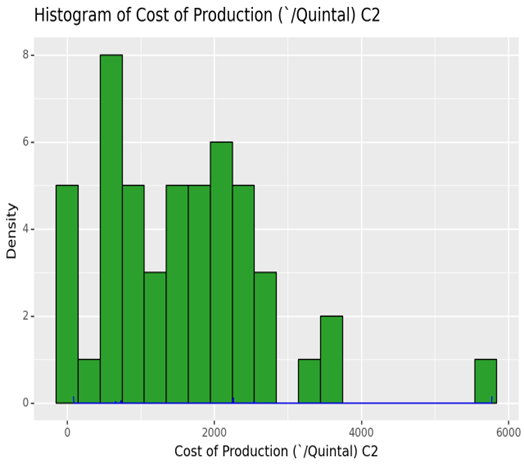 Histogram of Cost of Production (`/Quintal) C2
8
6
4
2
0
Density
0 2000 4000 6000
Cost of Production (`/Quintal) C2